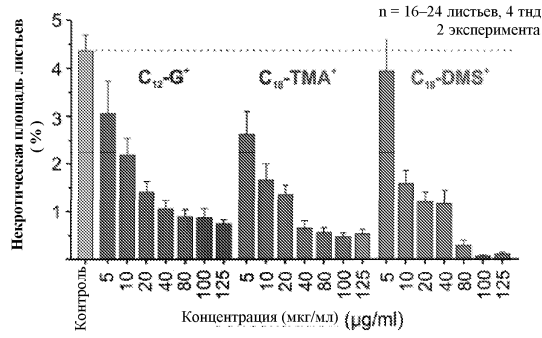 n = 16–24 листьев, 4 тнд
2 эксперимента
C12-G+
C18-TMA+
C18-DMS+
Некротическая площадь листьев
(%)
5
4
3
2
1
Контроль
5 10 20 40 80 100 125
5 10 20 40 80 100 125
5 10 20 40 80 100 125
Концентрация (мкг/мл) (µg/ml)